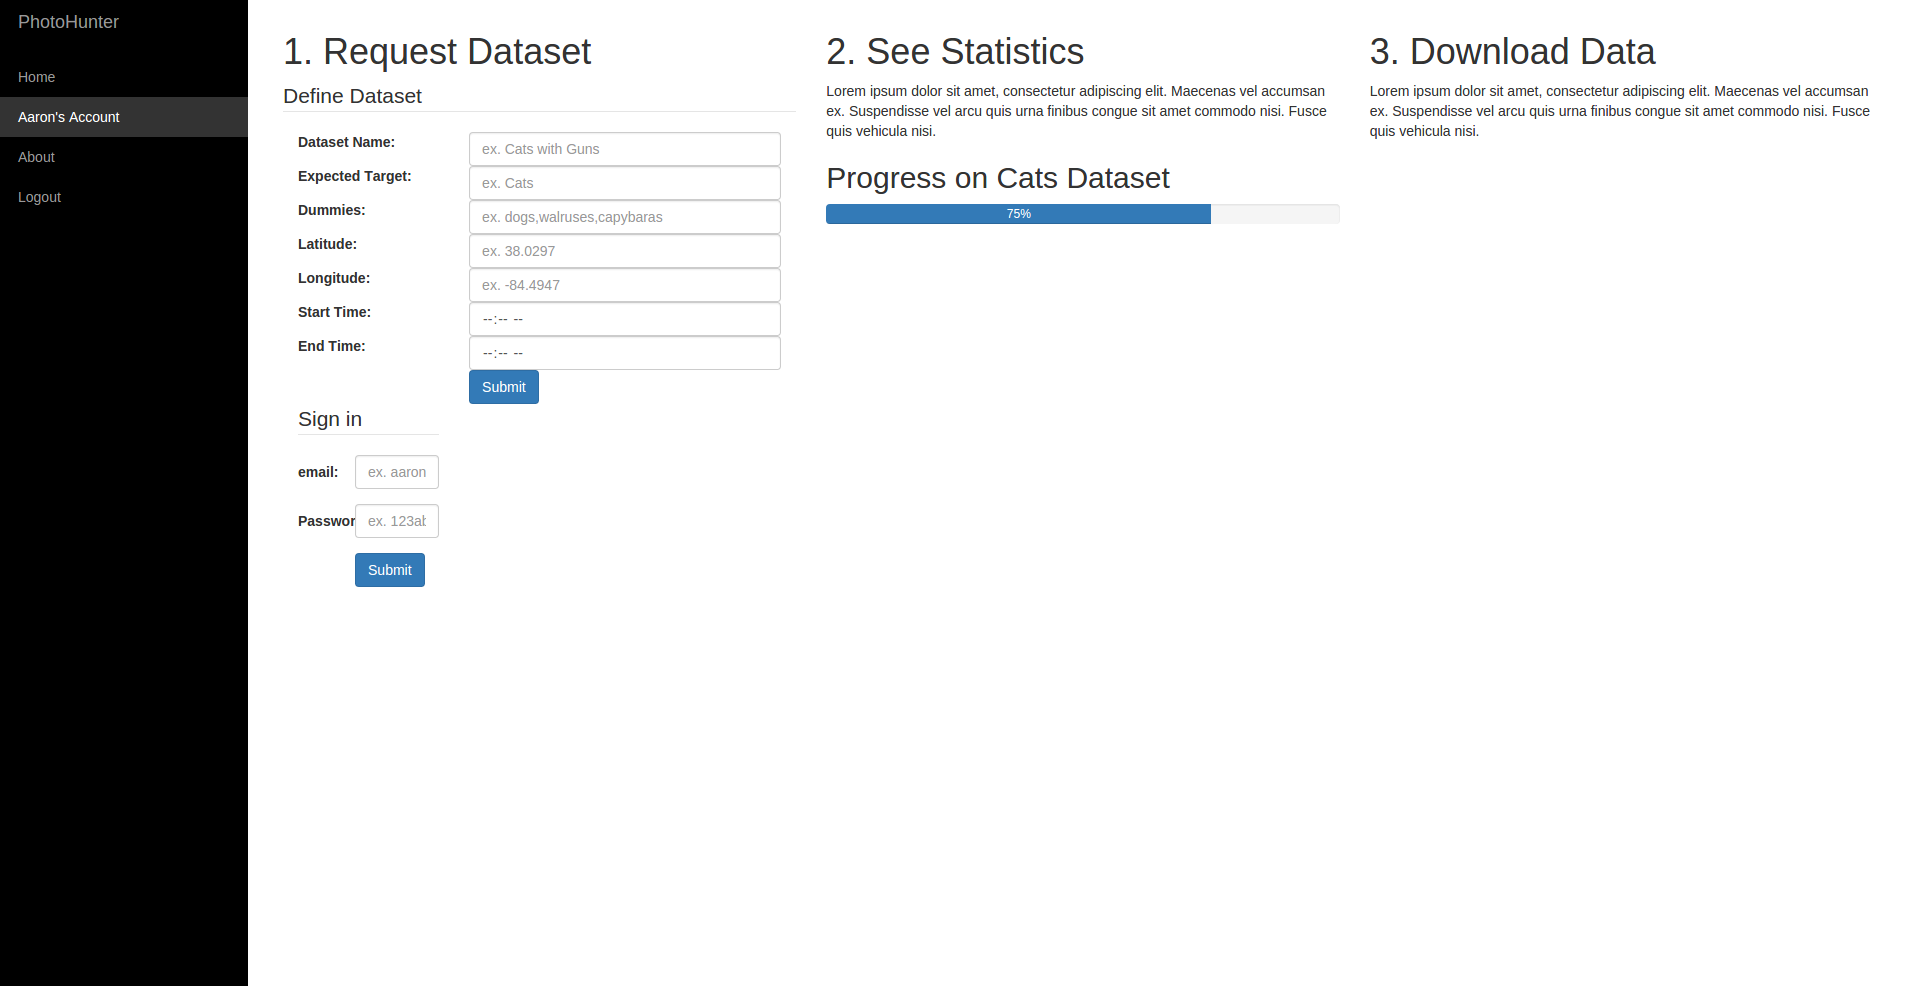 PhotoHunter
Home
Aaron's Account
About
Logout
1. Request Dataset
Define Dataset
Dataset Name:
ex. Cats with Guns
Expected Target:
ex. Cats
Dummies:
ex. dogs,walruses,capybaras
Latitude:
ex. 38.0297
Longitude:
ex. -84.4947
Start Time:
--:-- --
End Time:
--:-- --
Submit
Sign in
email:
ex. aaron
Passwor
ex. 123ab
Submit
2. See Statistics
Lorem ipsum dolor sit amet, consectetur adipiscing elit. Maecenas vel accumsan
ex. Suspendisse vel arcu quis urna finibus congue sit amet commodo nisi. Fusce
quis vehicula nisi.
Progress on Cats Dataset
75%
3. Download Data
Lorem ipsum dolor sit amet, consectetur adipiscing elit. Maecenas vel accumsan
ex. Suspendisse vel arcu quis urna finibus congue sit amet commodo nisi. Fusce
quis vehicula nisi.